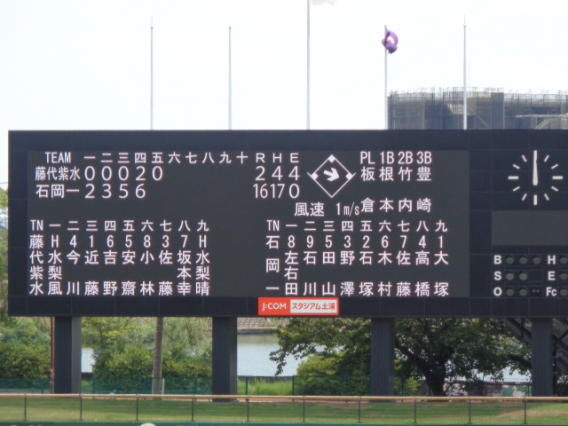 TEAM 一二三四五六七八九十 R H E PL 1B 2B 3B
藤代紫水 0 0 0 2 0 2 4 4 板 根 竹 豊
石岡一 2 3 5 6 16 17 0
風速 1m/s 倉 本 内 崎
TN 一二三四五六七八九
藤 H 4 1 6 5 8 3 7 H
代 水 今 近 吉 安 小 佐 坂 水
紫 梨 本 梨
水 風 川 藤 野 齋 林 藤 幸 晴
TN 一二三四五六七八九
石 8 9 5 3 2 6 7 4 1
左 石 田 野 石 木 佐 高 大
岡 右
一 田 川 山 澤 塚 村 藤 橋 塚
B H
S E
O Fc
J:COM スタジアム土浦